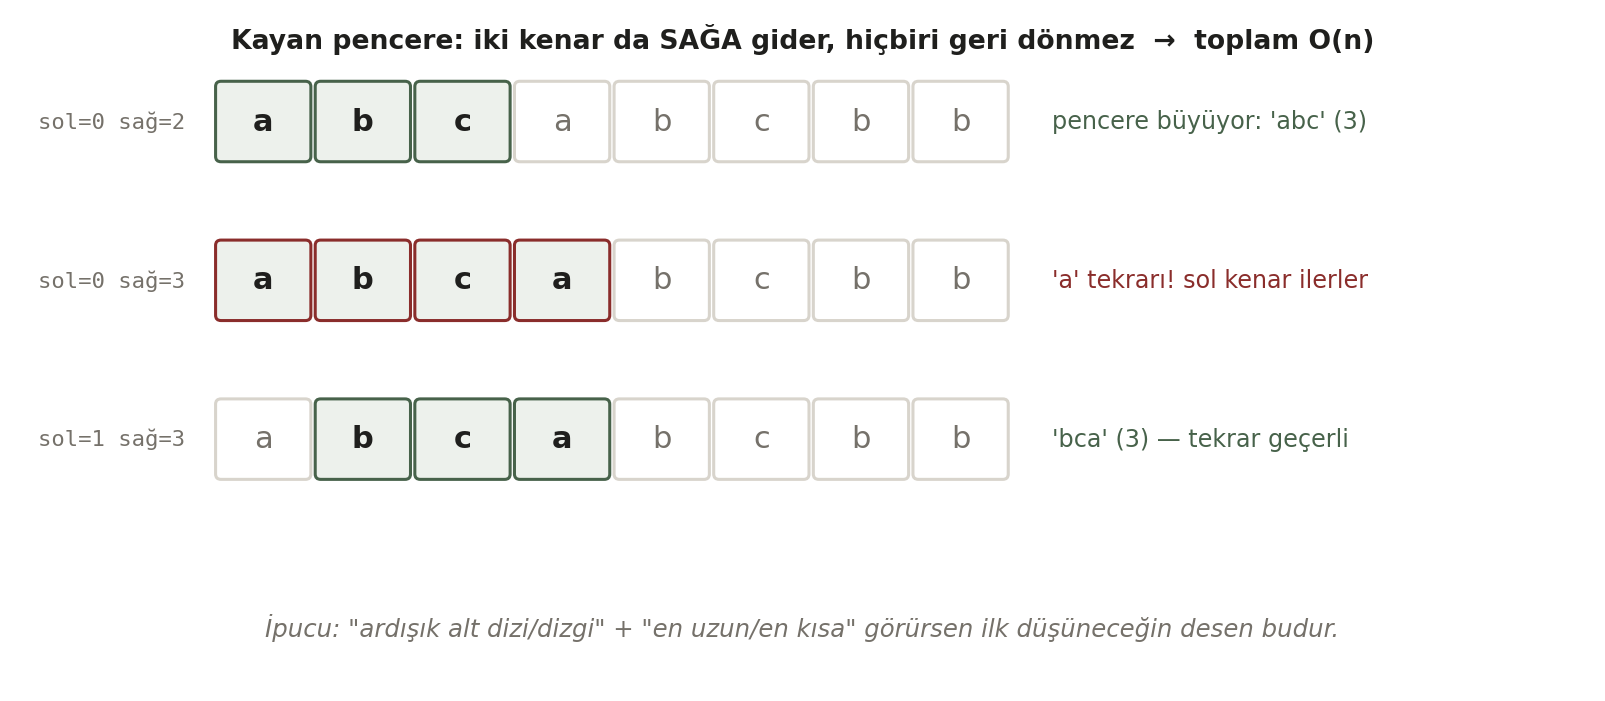 Kayan pencere: iki kenar da SAĞA gider, hiçbiri geri dönmez → toplam O(n)
sol=0 sağ=2 a b c a b c b b pencere büyüyor: 'abc' (3)
sol=0 sağ=3 a b c a b c b b 'a' tekrarı! sol kenar ilerler
sol=1 sağ=3 a b c a b c b b 'bca' (3) — tekrar geçerli
İpucu: "ardışık alt dizi/dizgi" + "en uzun/en kısa" görürsen ilk düşüneceğin desen budur.